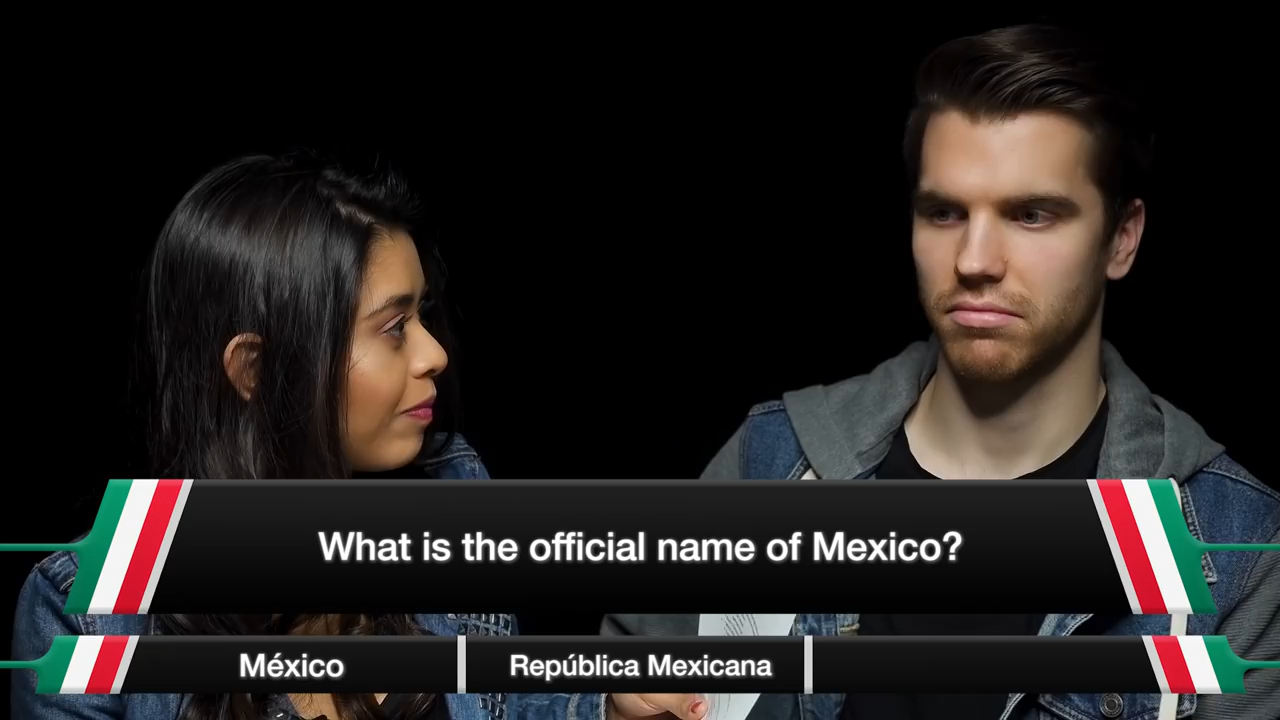 What is the official name of Mexico?
México
República Mexicana